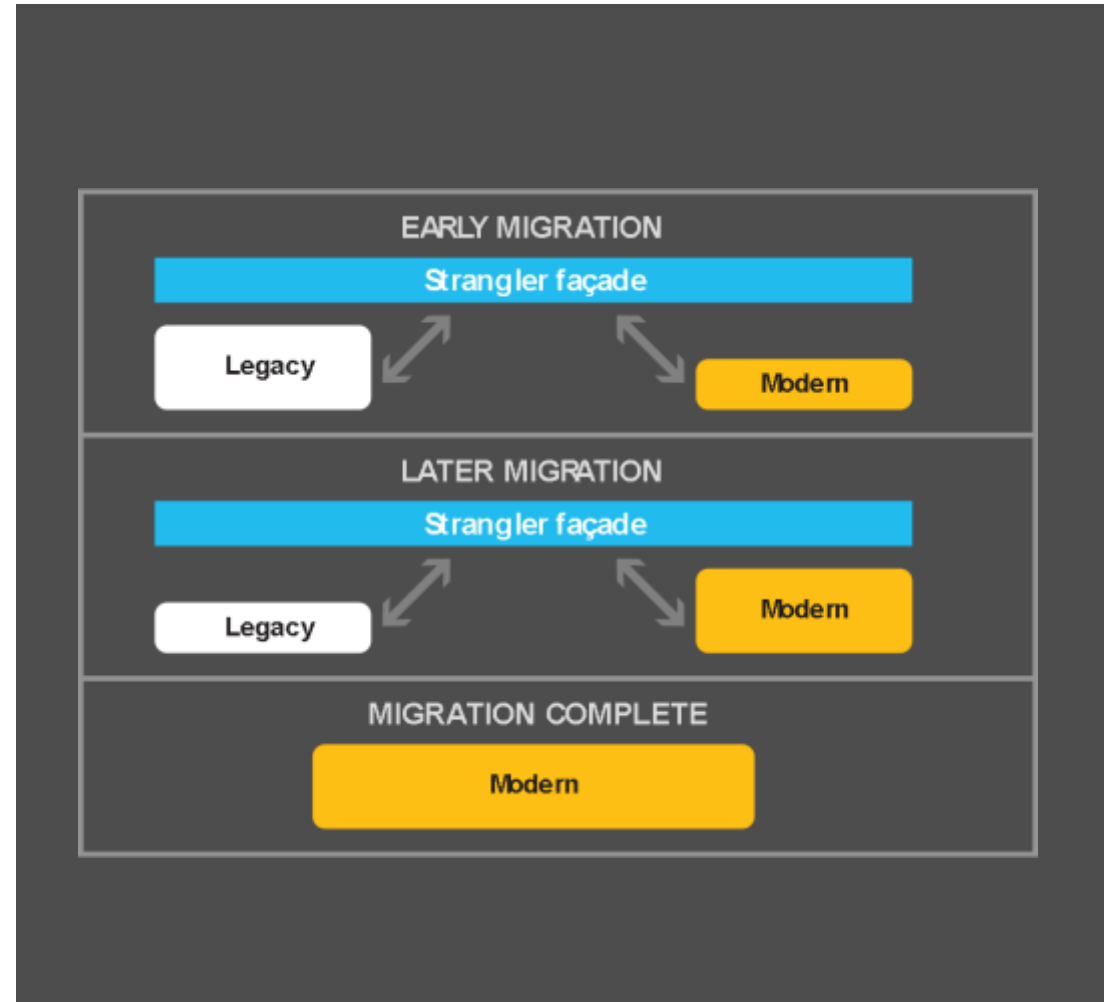 EARLY MIGRATION
Strangler façade
Legacy
Modern
LATER MIGRATION
Strangler façade
Legacy
Modern
MIGRATION COMPLETE
Modern